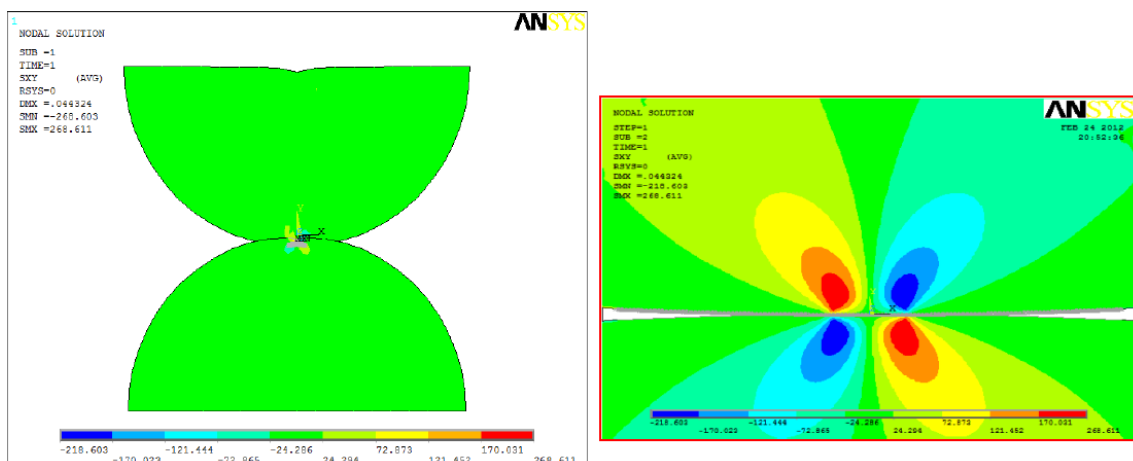 1
ANSYS
NODAL SOLUTION
SUB =1
TIME=1
SXY (AVG)
RSYS=0
DMX =.044324
SMN =-268.603
SMX =268.611
Y
X
-218.603 -121.444 -24.286 72.873 170.031
-170.023 -72.865 24.294 121.452 268.611
ANSYS
NODAL SOLUTION
FEB 24 2012
STEP=1
20:52:36
SUB =2
TIME=1
SXY (AVG)
RSYS=0
DMX =.044324
SMN =-218.603
SMX =268.611
Y
X
-218.603 -121.444 -24.286 72.873 170.031
-170.023 -72.865 24.294 121.452 268.611